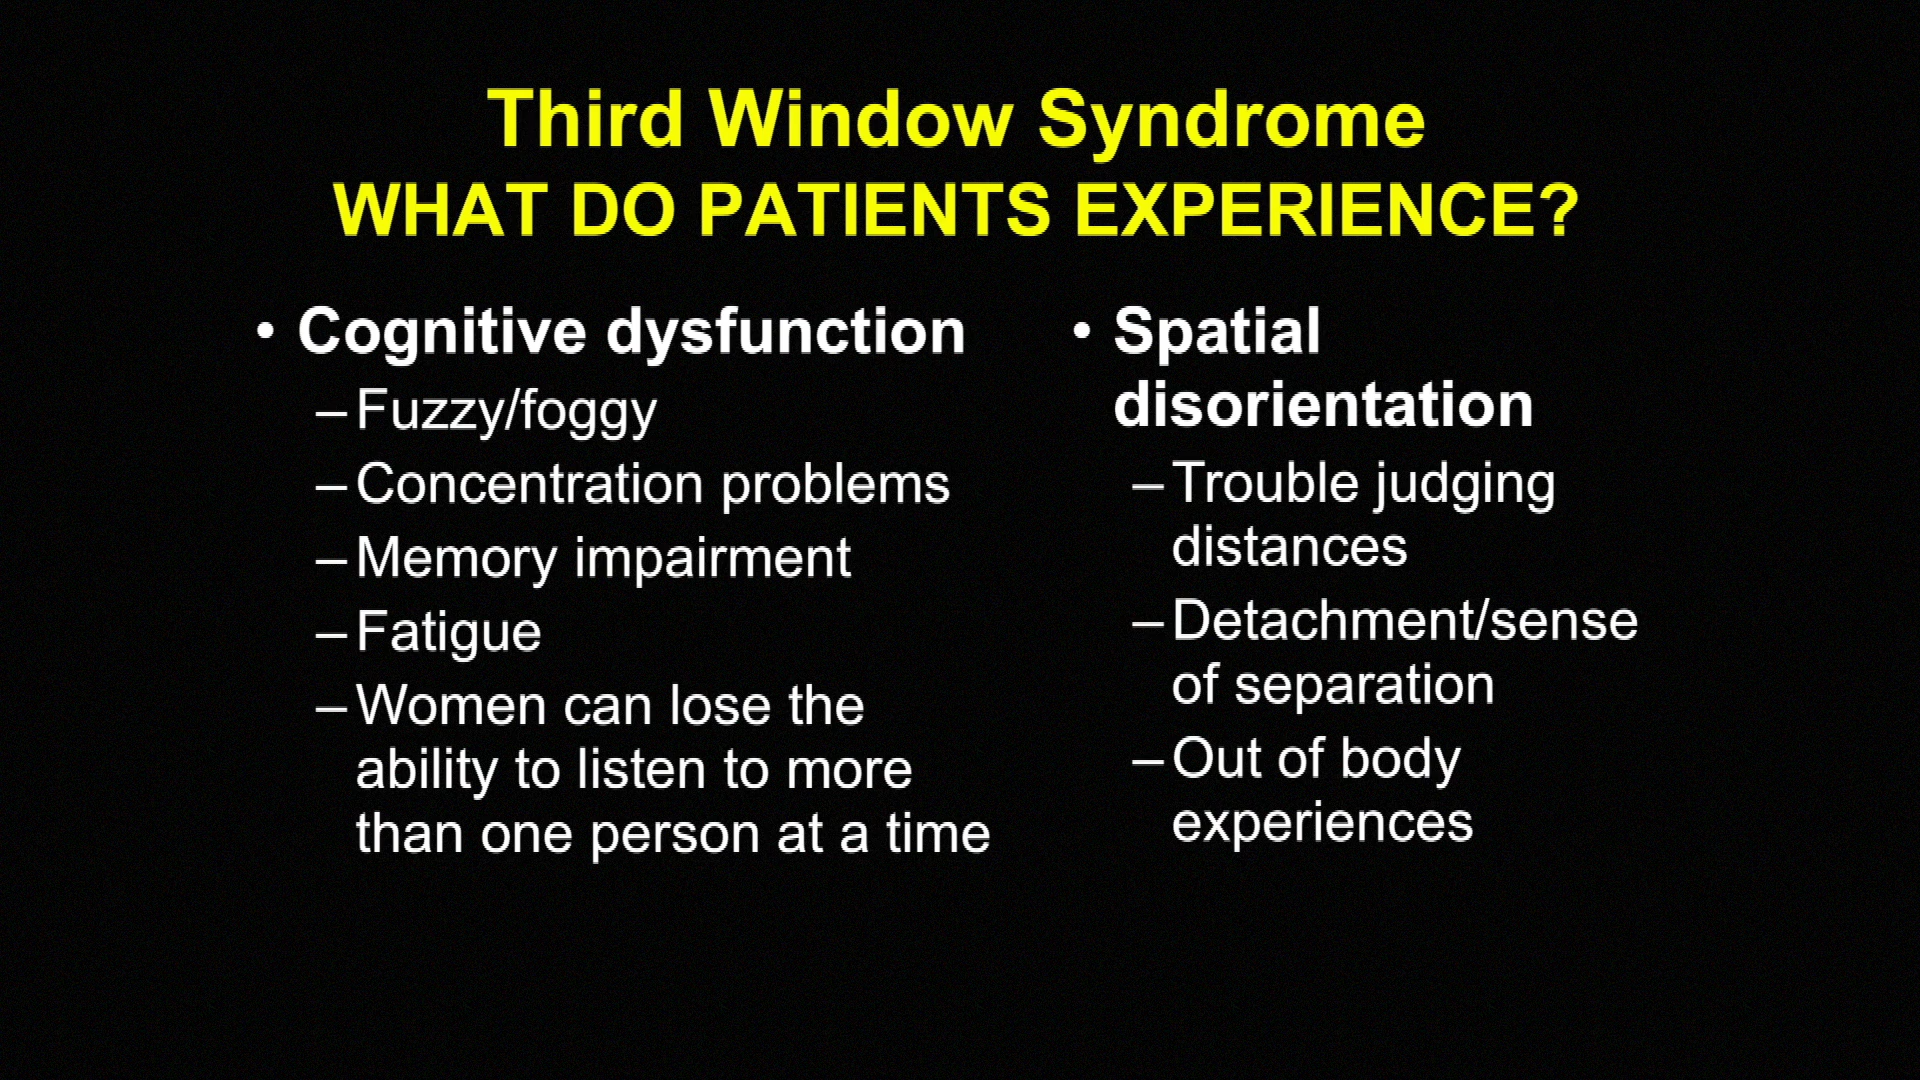 Third Window Syndrome
WHAT DO PATIENTS EXPERIENCE?
• Cognitive dysfunction
– Fuzzy/foggy
– Concentration problems
– Memory impairment
– Fatigue
– Women can lose the
ability to listen to more
than one person at a time
• Spatial
disorientation
– Trouble judging
distances
– Detachment/sense
of separation
– Out of body
experiences